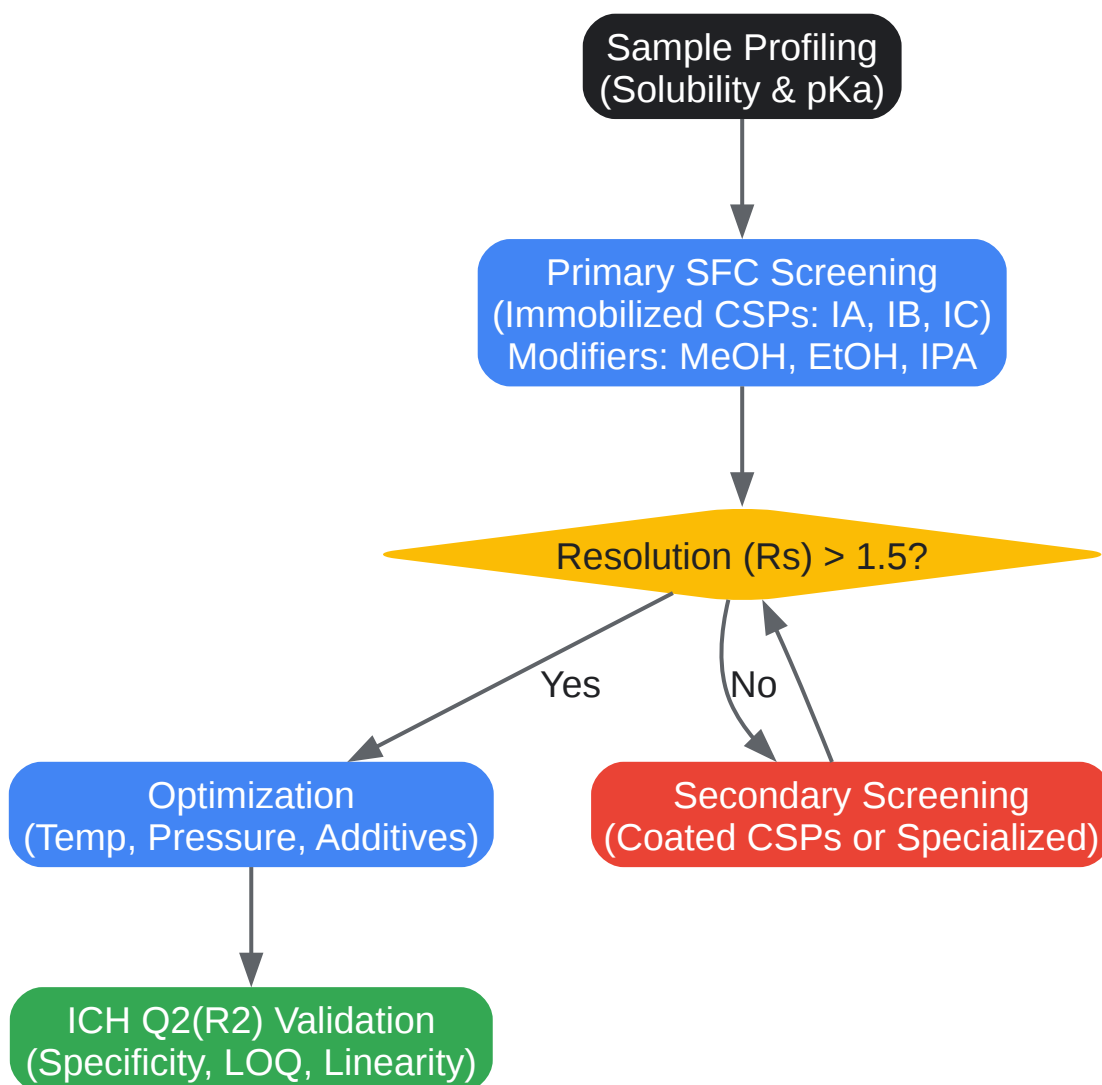 Sample Profiling
(Solubility & pKa)
Primary SFC Screening
(Immobilized CSPs: IA, IB, IC)
Modifiers: MeOH, EtOH, IPA
Resolution (Rs) > 1.5?
Yes
No
Optimization
(Temp, Pressure, Additives)
Secondary Screening
(Coated CSPs or Specialized)
ICH Q2(R2) Validation
(Specificity, LOQ, Linearity)